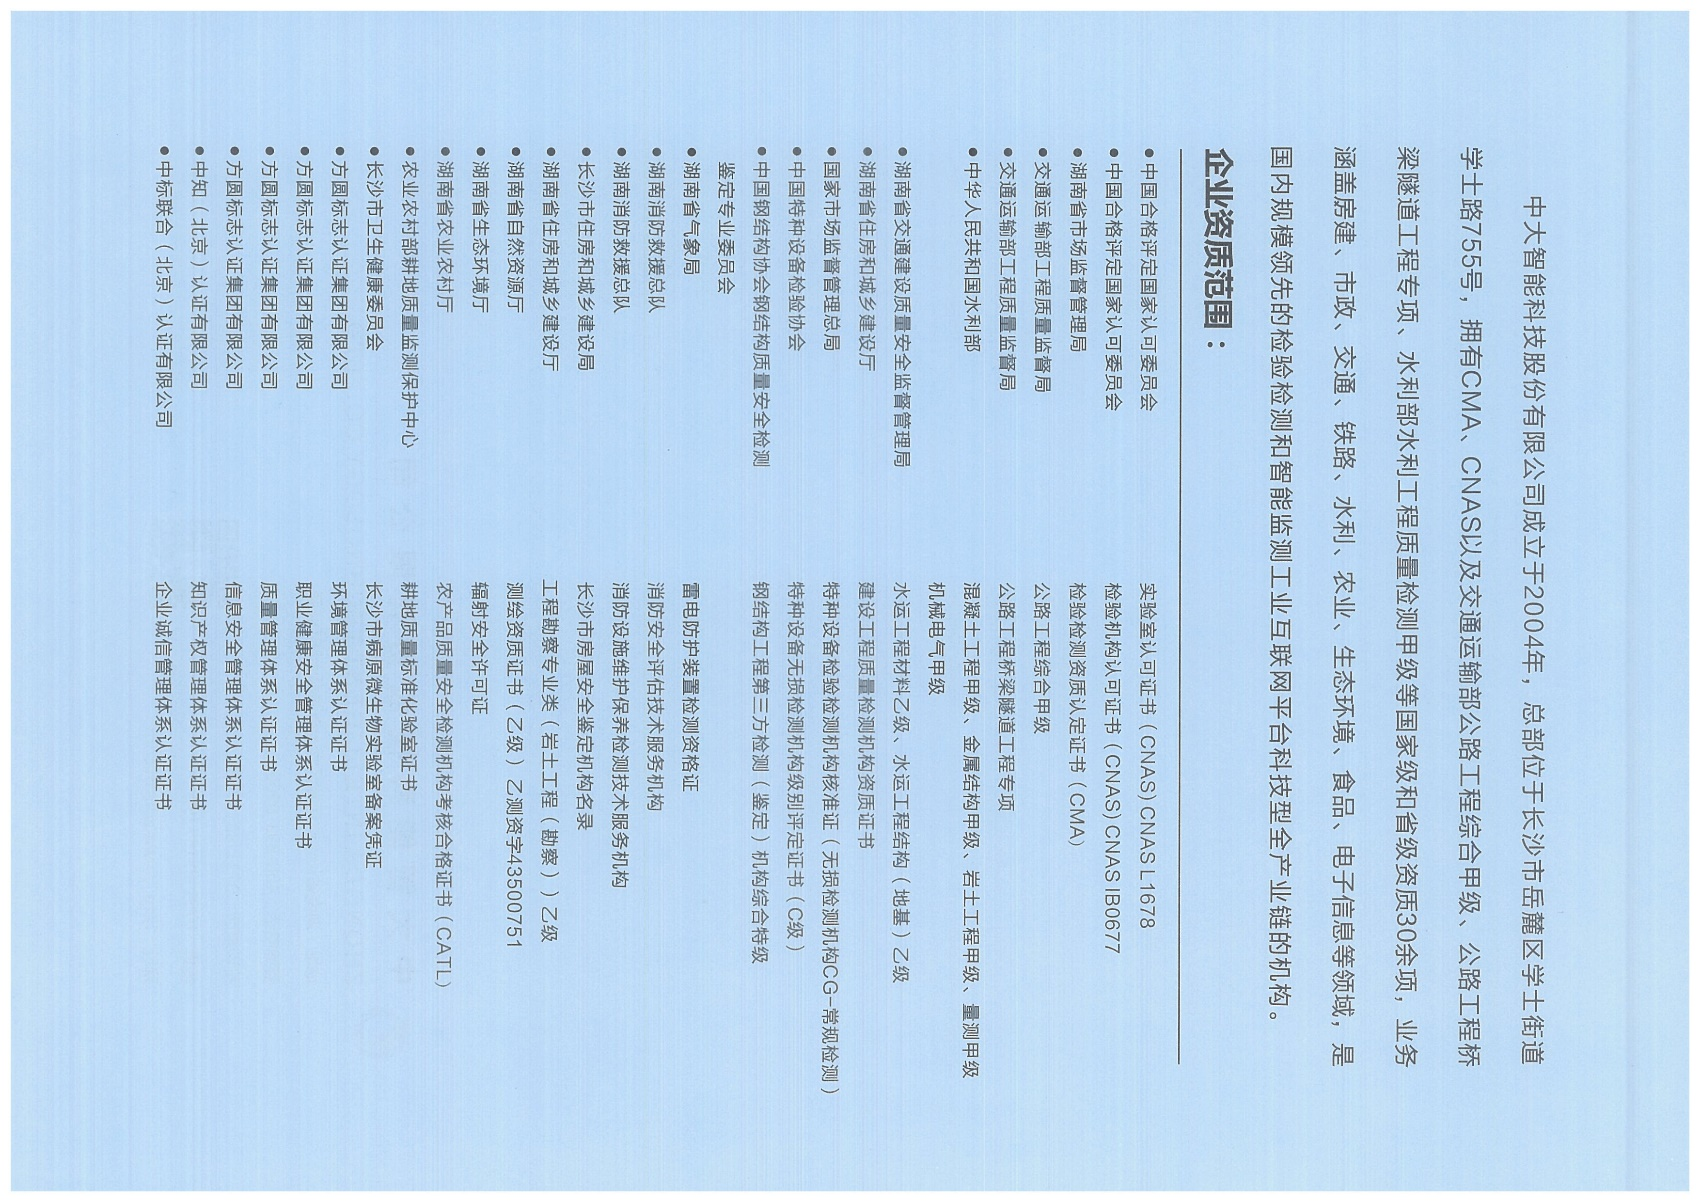 中大智能科技股份有限公司成立于2004年，总部位于长沙市岳麓区学士街道
学士路755号，拥有CMA、CNAS以及交通运输部公路工程综合甲级、公路工程桥
梁隧道工程专项、水利部水利工程质量检测甲级等国家级和省级资质30余项，业务
涵盖房建、市政、交通、铁路、水利、农业、生态环境、食品、电子信息等领域，是
国内规模领先的检验检测和智能监测工业互联网平台科技型全产业链的机构。
企业资质范围：
●中国合格评定国家认可委员会 实验室认可证书（CNAS) CNAS L1678
●中国合格评定国家认可委员会 检验机构认可证书（CNAS) CNAS IB0677
●湖南省市场监督管理局 检验检测资质认定证书（CMA）
●交通运输部工程质量监督局 公路工程综合甲级
●交通运输部工程质量监督局 公路工程桥梁隧道工程专项
●中华人民共和国水利部 混凝土工程甲级、金属结构甲级、岩土工程甲级、量测甲级
机械电气甲级
●湖南省交通建设质量安全监督管理局 水运工程材料乙级、水运工程结构（地基）乙级
●湖南省住房和城乡建设厅 建设工程质量检测机构资质证书
●国家市场监督管理总局 特种设备检验检测机构核准证（无损检测机构CG-常规检测）
●中国特种设备检验协会 特种设备无损检测机构级别评定证书（C级）
●中国钢结构协会钢结构质量安全检测 钢结构工程第三方检测（鉴定）机构综合特级
鉴定专业委员会
●湖南省气象局 雷电防护装置检测资格证
●湖南消防救援总队 消防安全评估技术服务机构
●湖南消防救援总队 消防设施维护保养检测技术服务机构
●长沙市住房和城乡建设局 长沙市房屋安全鉴定机构名录
●湖南省住房和城乡建设厅 工程勘察专业类（岩土工程（勘察））乙级
●湖南省自然资源厅 测绘资质证书（乙级）乙测资字43500751
●湖南省生态环境厅 辐射安全许可证
●湖南省农业农村厅 农产品质量安全检测机构考核合格证书（CATL）
●农业农村部耕地质量监测保护中心 耕地质量标准化验室证书
●长沙市卫生健康委员会 长沙市病原微生物实验室备案凭证
●方圆标志认证集团有限公司 环境管理体系认证证书
●方圆标志认证集团有限公司 职业健康安全管理体系认证证书
●方圆标志认证集团有限公司 质量管理体系认证证书
●方圆标志认证集团有限公司 信息安全管理体系认证证书
●中知（北京）认证有限公司 知识产权管理体系认证证书
●中标联合（北京）认证有限公司 企业诚信管理体系认证证书